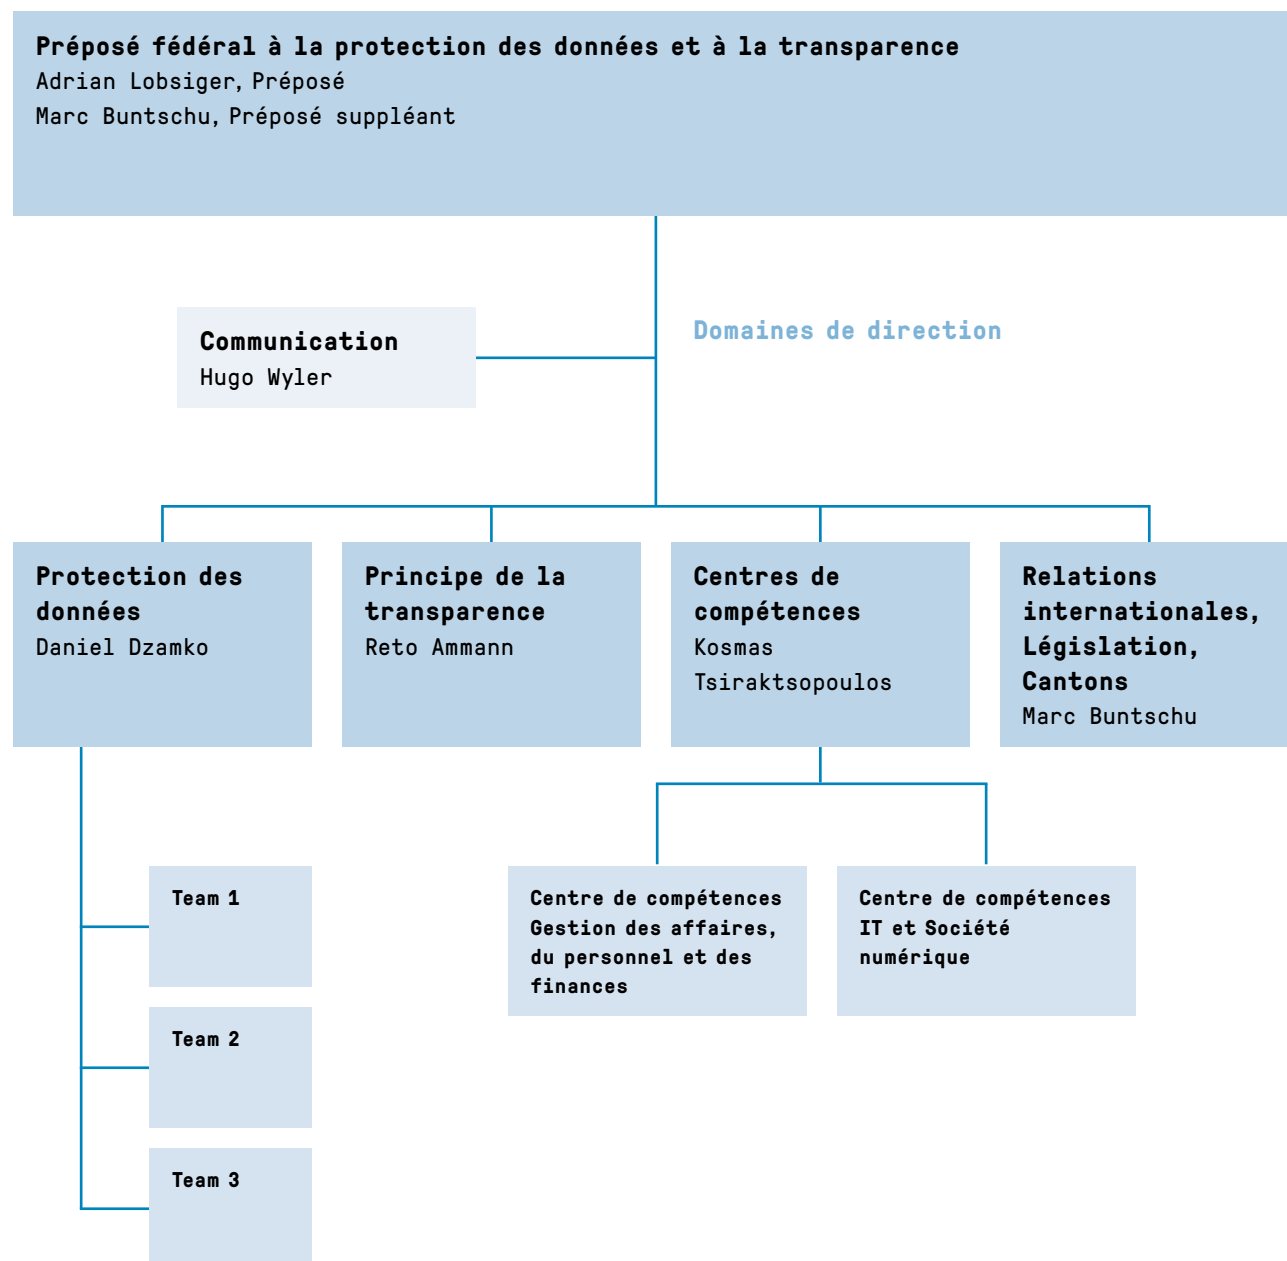 Préposé fédéral à la protection des données et à la transparence
Adrian Lobsiger, Préposé
Marc Buntschu, Préposé suppléant
Communication
Hugo Wyler
Domaines de direction
Protection des
données
Daniel Dzamko
Principe de la
transparence
Reto Ammann
Centres de
compétences
Kosmas
Tsiraktsopoulos
Relations
internationales,
Législation,
Cantons
Marc Buntschu
Team 1
Team 2
Team 3
Centre de compétences
Gestion des affaires,
du personnel et des
finances
Centre de compétences
IT et Société
numérique